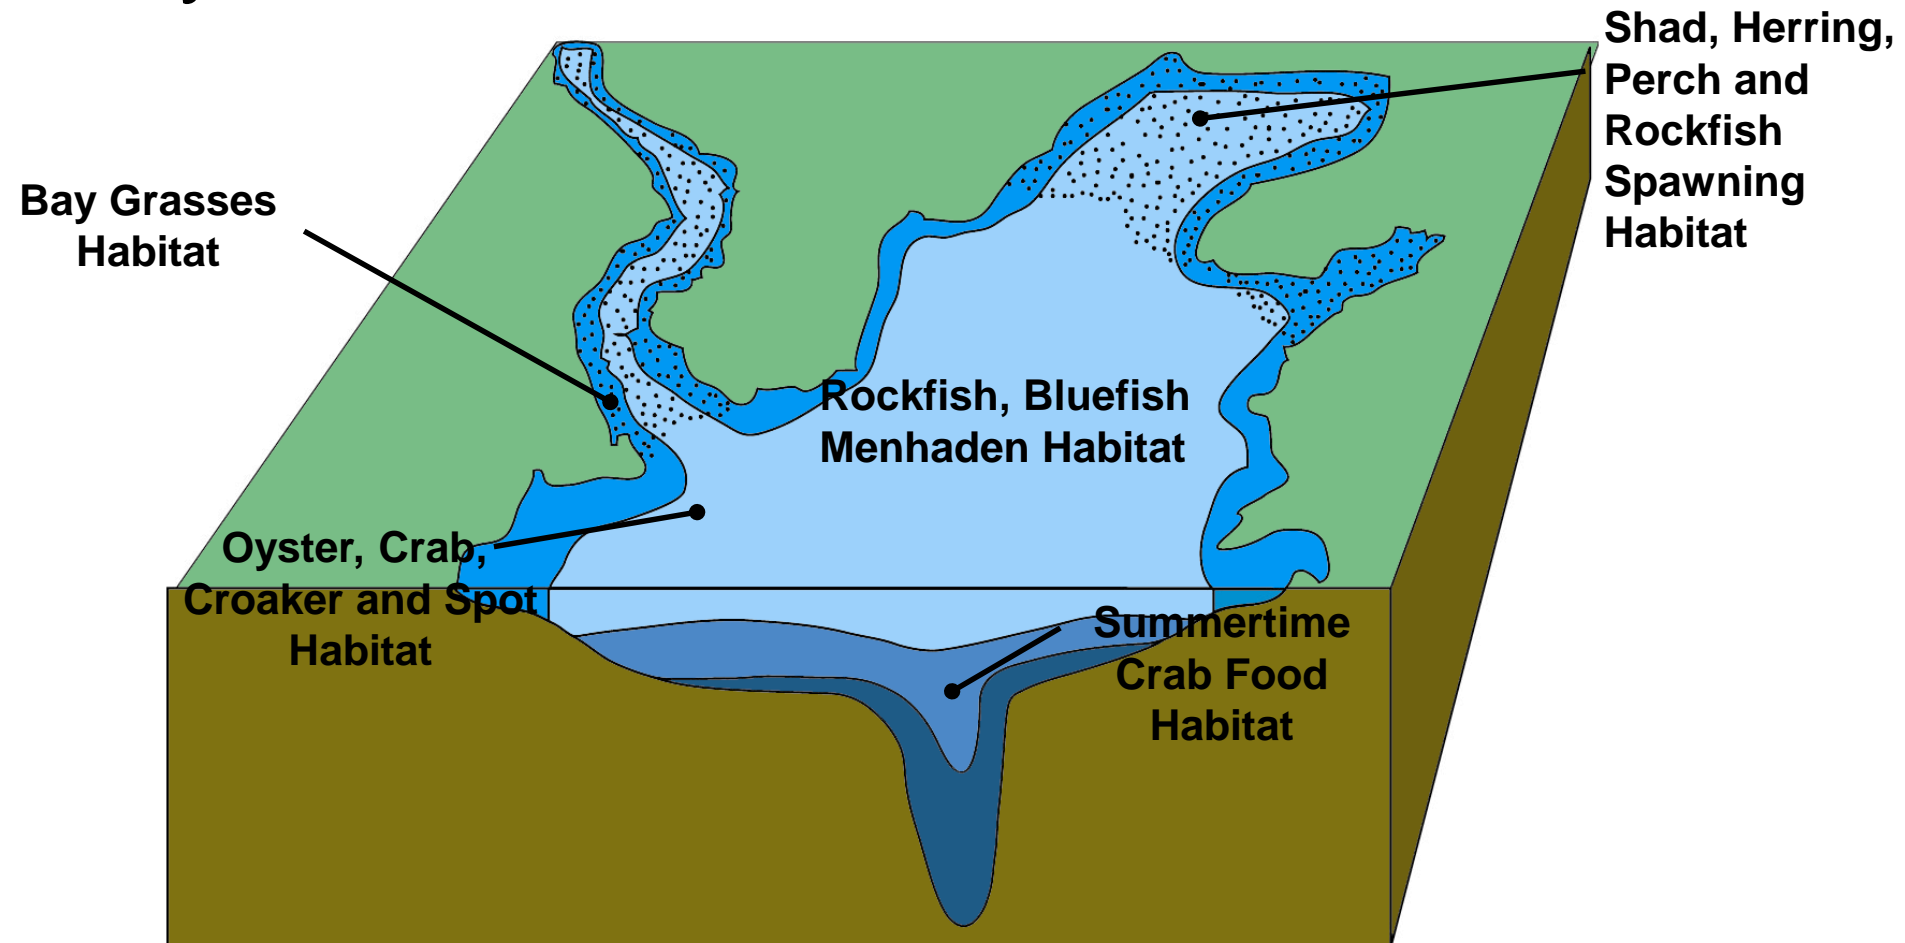 Shad, Herring,
Perch and
Rockfish
Spawning
Habitat
Bay Grasses
Habitat
Rockfish, Bluefish
Menhaden Habitat
Oyster, Crab,
Croaker and Spot
Habitat
Summertime
Crab Food
Habitat